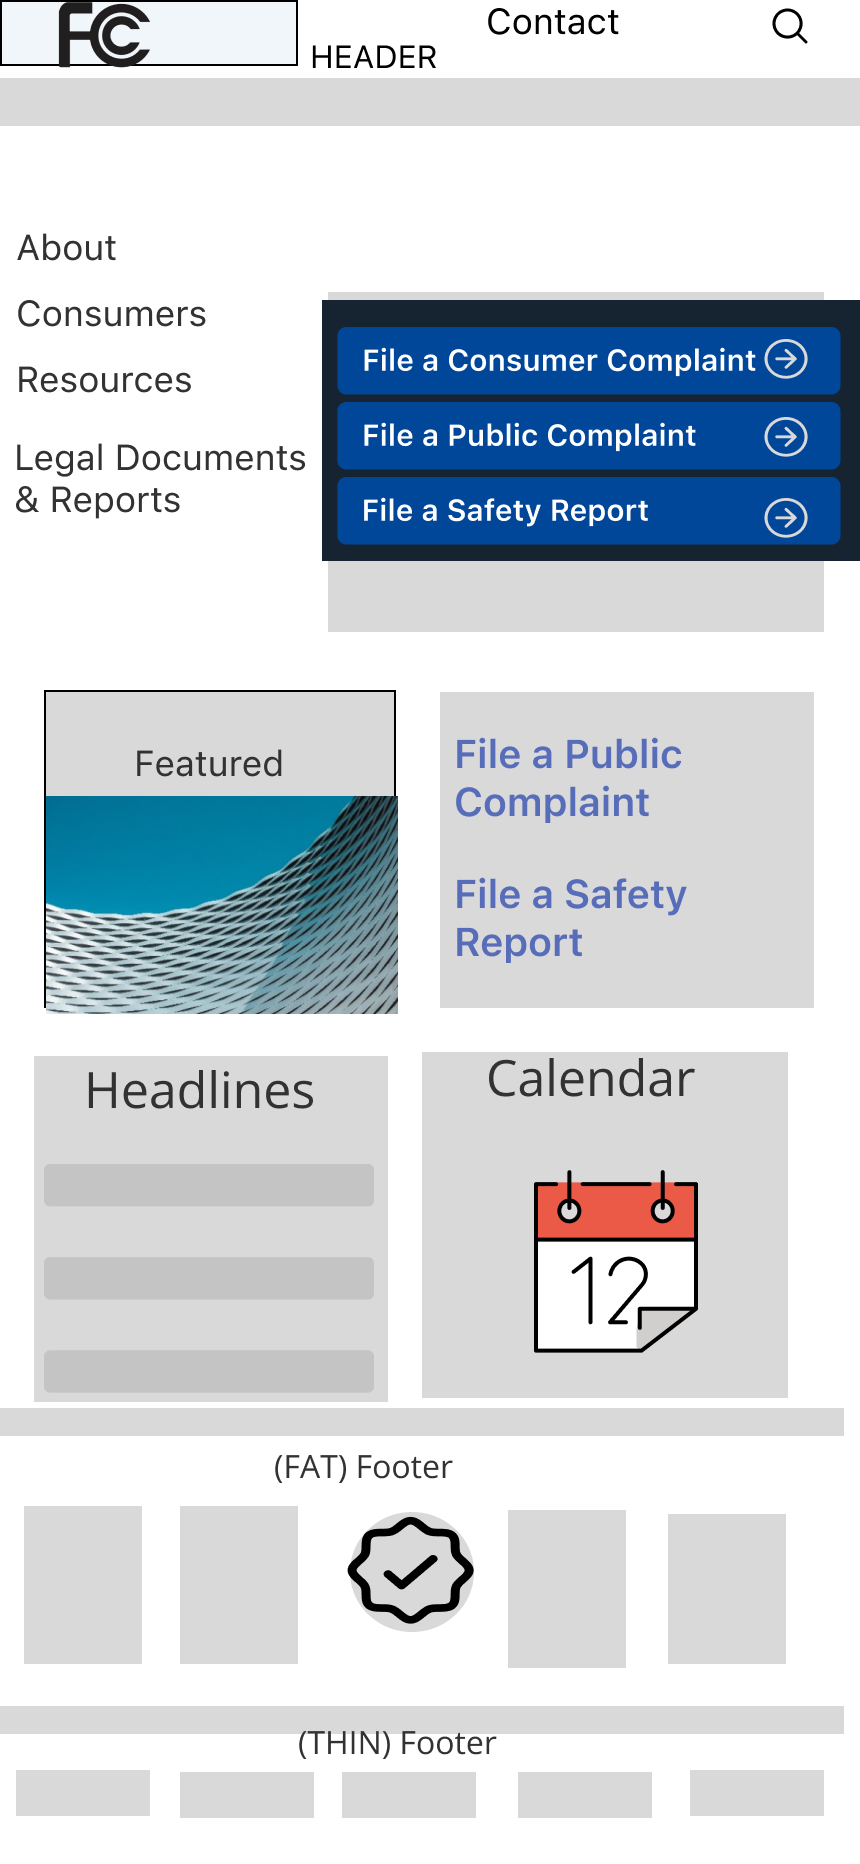 FCC
Contact
HEADER
About
Consumers
Resources
Legal Documents
& Reports
File a Consumer Complaint
File a Public Complaint
File a Safety Report
Featured
File a Public
Complaint
File a Safety
Report
Headlines
Calendar
12
(FAT) Footer
(THIN) Footer